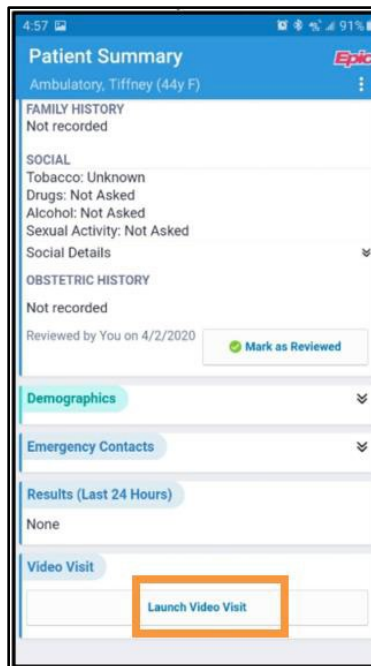 4:57 91%
Patient Summary Epic
Ambulatory, Tiffney (44y F)
FAMILY HISTORY
Not recorded
SOCIAL
Tobacco: Unknown
Drugs: Not Asked
Alcohol: Not Asked
Sexual Activity: Not Asked
Social Details
OBSTETRIC HISTORY
Not recorded
Reviewed by You on 4/2/2020 Mark as Reviewed
Demographics
Emergency Contacts
Results (Last 24 Hours)
None
Video Visit
Launch Video Visit